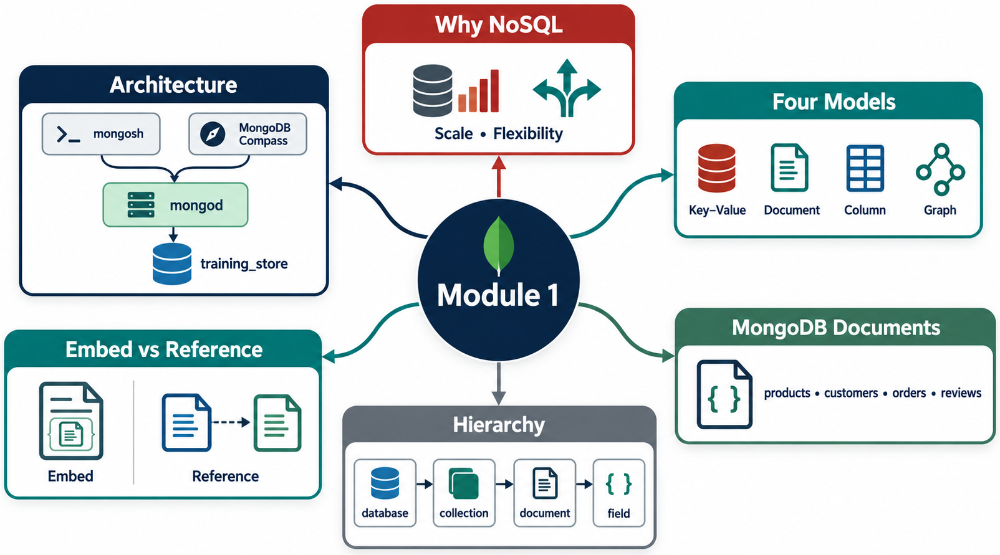 Why NoSQL
Scale • Flexibility
Architecture
mongosh
MongoDB
Compass
mongod
training_store
Four Models
Key–Value
Document
Column
Graph
Module 1
Embed vs Reference
Embed
Reference
MongoDB Documents
{ }
products • customers • orders • reviews
Hierarchy
database
collection
document
{ }
field